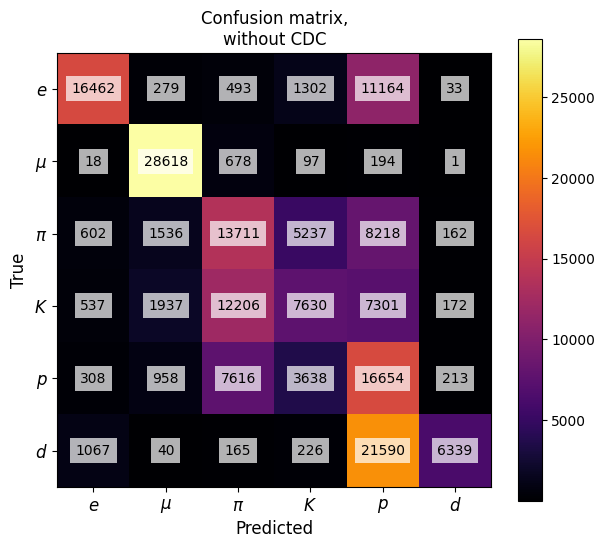 Confusion matrix,
without CDC
e 16462 279 493 1302 11164 33
μ 18 28618 678 97 194 1
π 602 1536 13711 5237 8218 162
K 537 1937 12206 7630 7301 172
p 308 958 7616 3638 16654 213
d 1067 40 165 226 21590 6339
e μ π K p d
True
Predicted
25000
20000
15000
10000
5000